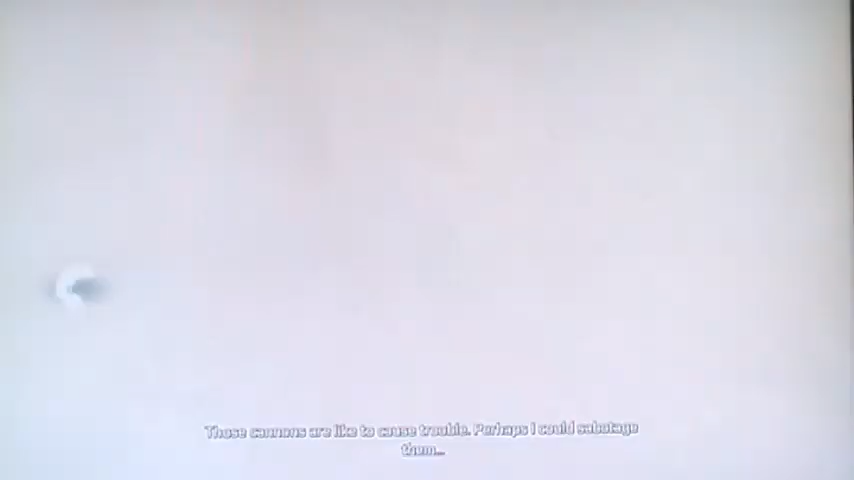 Those cannons are like to cause trouble. Perhaps I could sabotage
them...